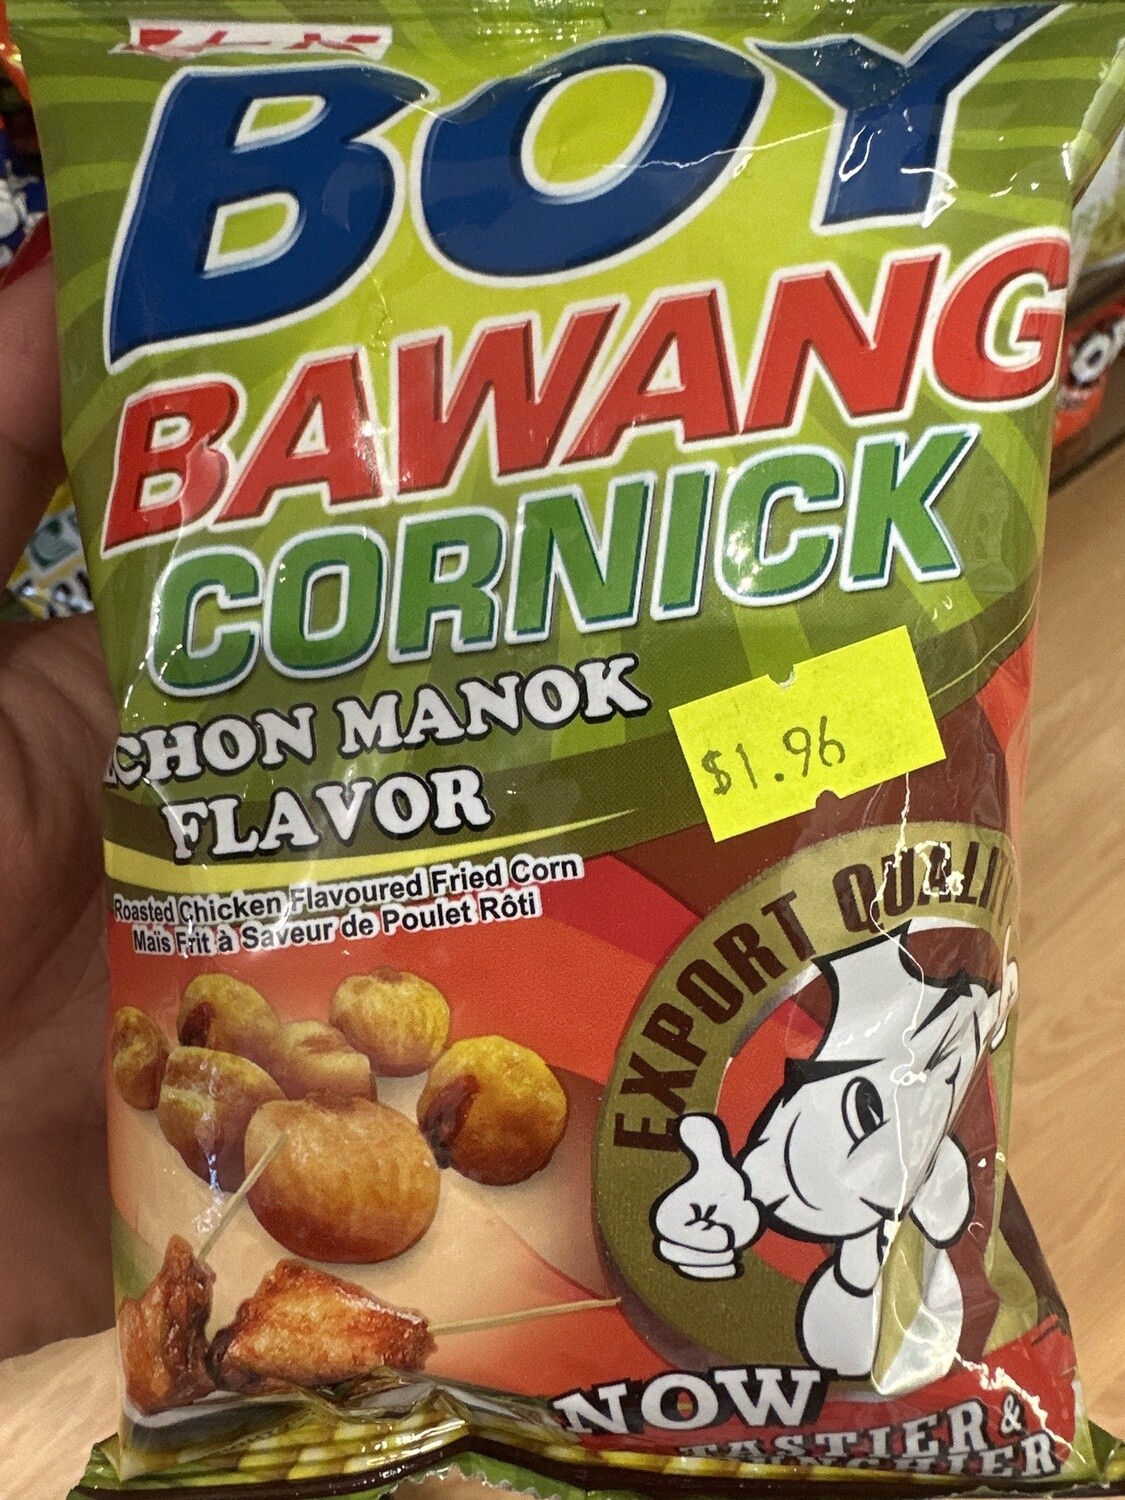 BOY
BAWANG
CORNICK
CHON MANOK
FLAVOR
$1.96
Roasted Chicken Flavoured Fried Corn
Maïs Frit à Saveur de Poulet Rôti
EXPORT QUALI
NOW
TASTIER &